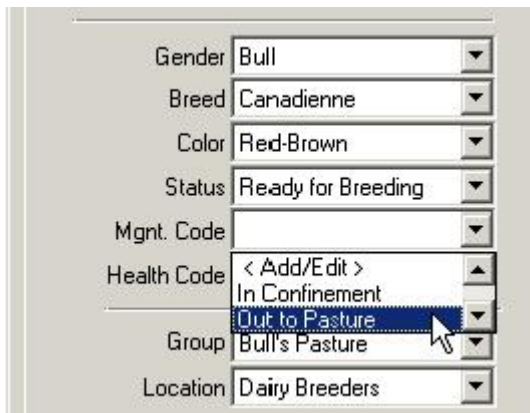 Gender Bull
Breed Canadienne
Color Red-Brown
Status Ready for Breeding
Mgnt. Code
Health Code < Add/Edit >
In Confinement
Out to Pasture
Group Bull's Pasture
Location Dairy Breeders